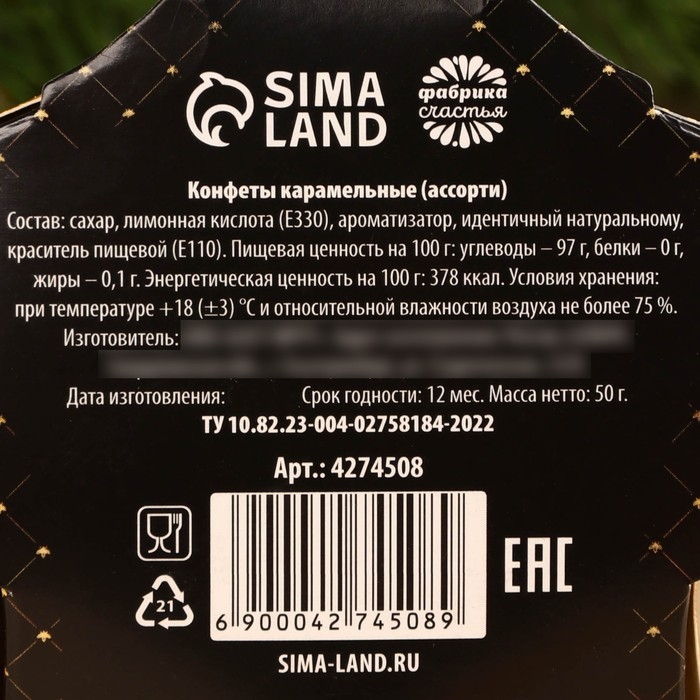 SIMA
LAND
фабрика
счастья
Конфеты карамельные (ассорти)
Состав: сахар, лимонная кислота (Е330), ароматизатор, идентичный натуральному,
краситель пищевой (Е110). Пищевая ценность на 100 г: углеводы – 97 г, белки – 0 г,
жиры – 0,1 г. Энергетическая ценность на 100 г: 378 ккал. Условия хранения:
при температуре +18 (±3) °С и относительной влажности воздуха не более 75 %.
Изготовитель:
Дата изготовления: Срок годности: 12 мес. Масса нетто: 50 г.
ТУ 10.82.23-004-02758184-2022
Арт.: 4274508
EAC
21
6 900042 745089
SIMA-LAND.RU